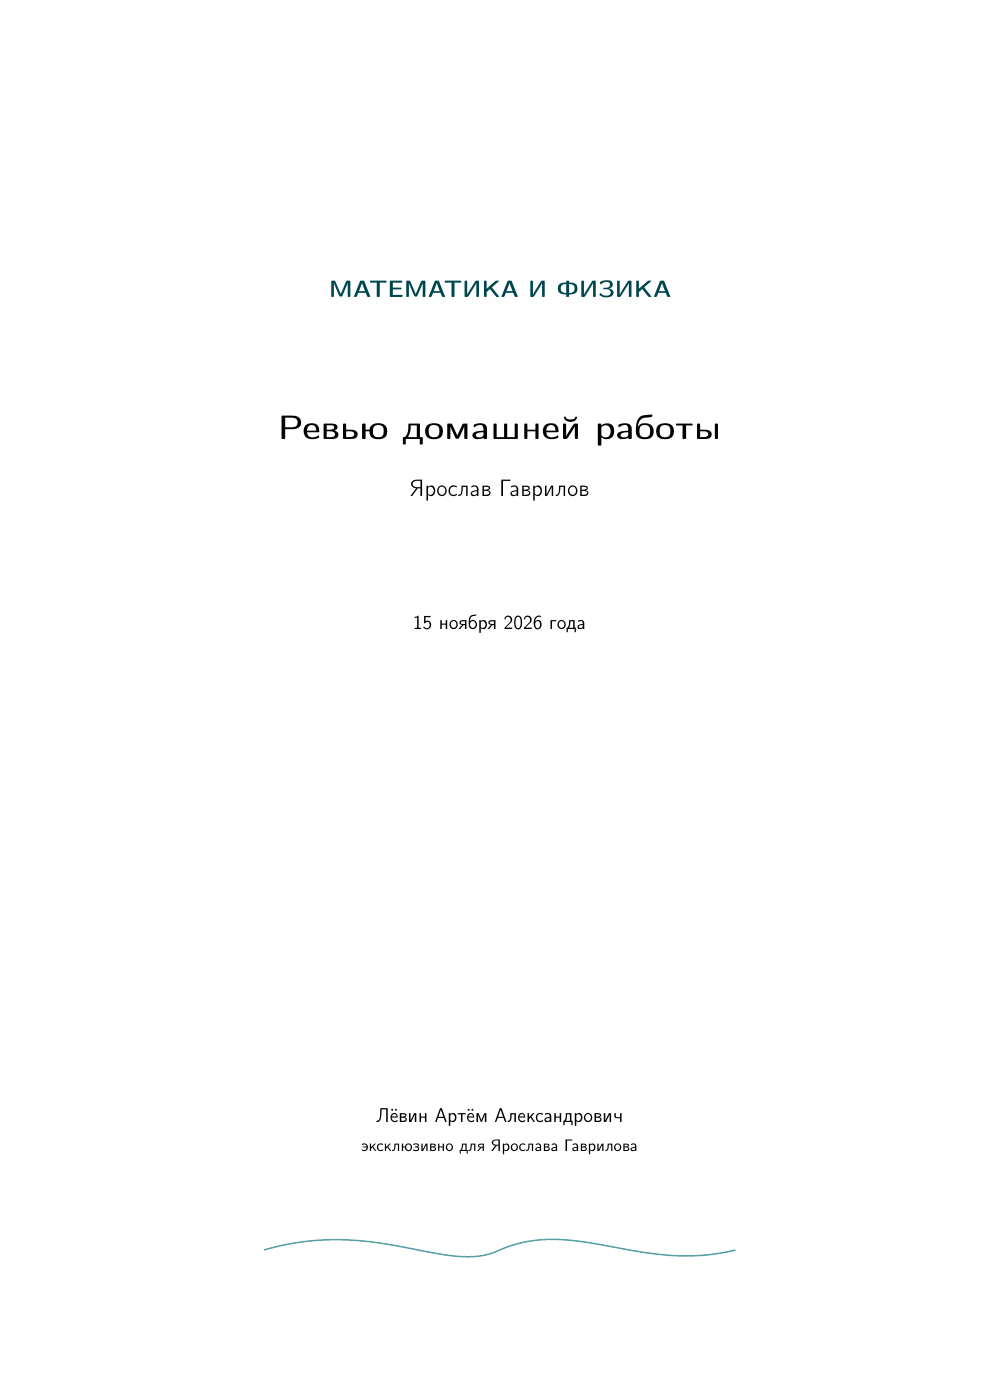 МАТЕМАТИКА И ФИЗИКА
Ревью домашней работы
Ярослав Гаврилов
15 ноября 2026 года
Лёвин Артём Александрович
эксклюзивно для Ярослава Гаврилова